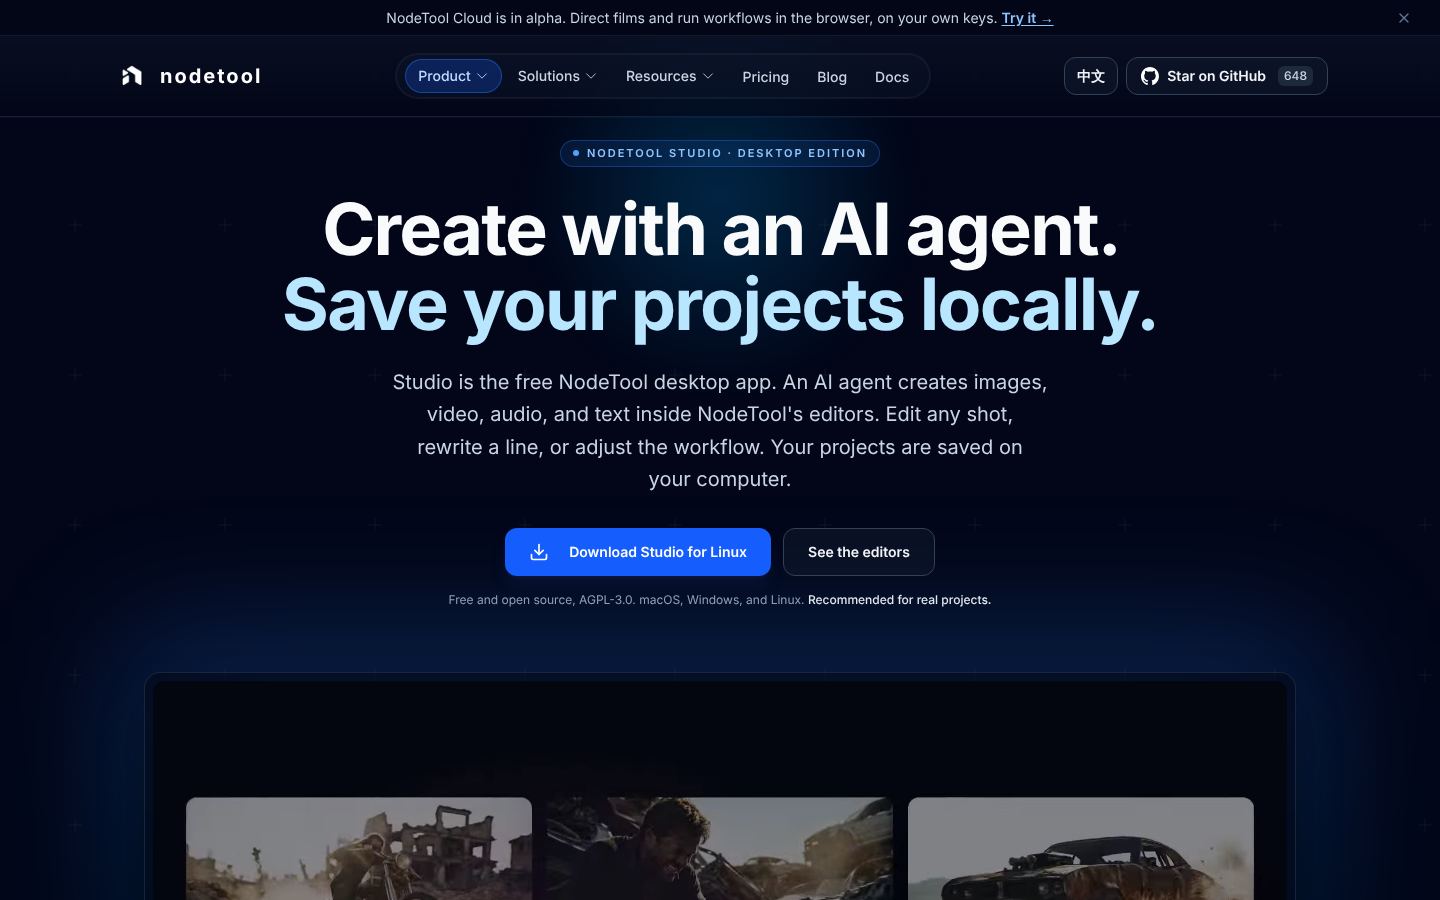 NodeTool Cloud is in alpha. Direct films and run workflows in the browser, on your own keys. Try it →
nodetool
Product
Solutions
Resources
Pricing
Blog
Docs
中文
Star on GitHub 648
NODETOOL STUDIO · DESKTOP EDITION
Create with an AI agent.
Save your projects locally.
Studio is the free NodeTool desktop app. An AI agent creates images,
video, audio, and text inside NodeTool's editors. Edit any shot,
rewrite a line, or adjust the workflow. Your projects are saved on
your computer.
Download Studio for Linux
See the editors
Free and open source, AGPL-3.0. macOS, Windows, and Linux. Recommended for real projects.